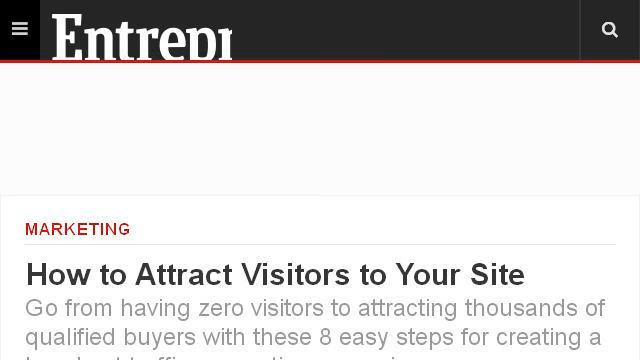 Entrepr
MARKETING
How to Attract Visitors to Your Site
Go from having zero visitors to attracting thousands of
qualified buyers with these 8 easy steps for creating a